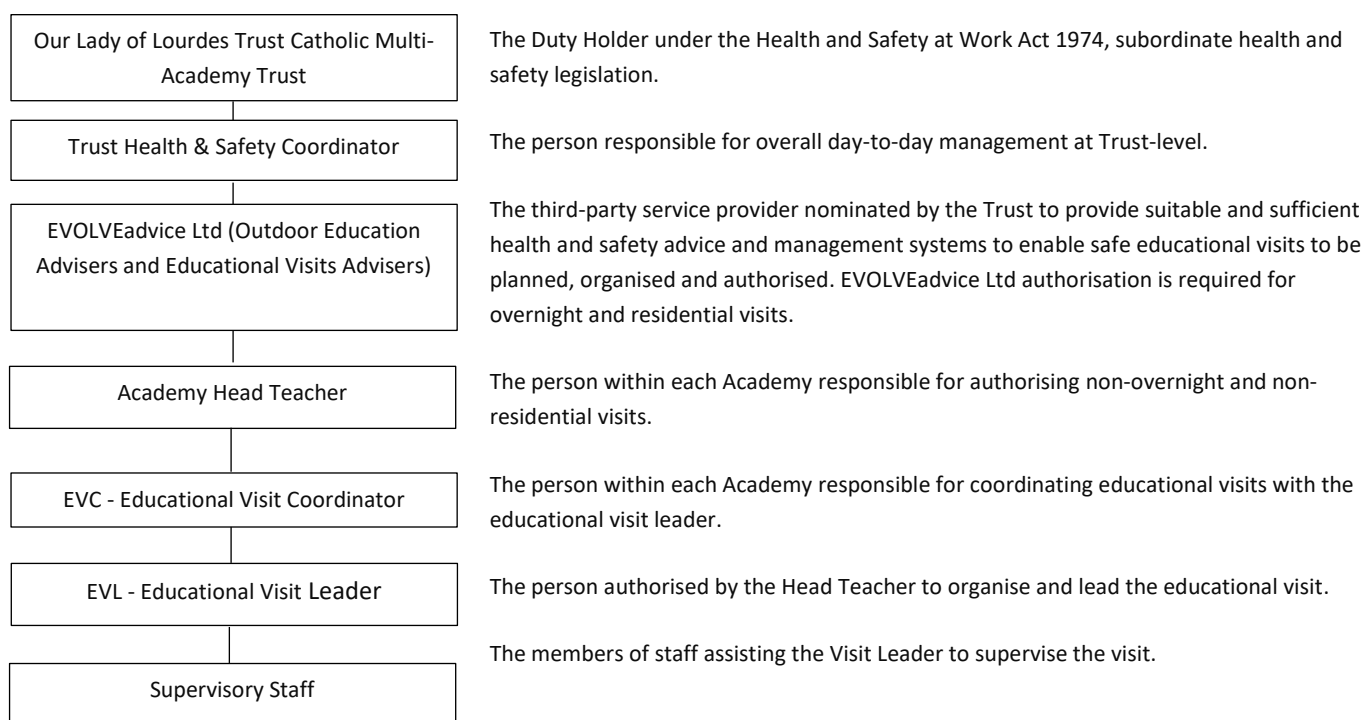 Our Lady of Lourdes Trust Catholic Multi-
Academy Trust
The Duty Holder under the Health and Safety at Work Act 1974, subordinate health and
safety legislation.
Trust Health & Safety Coordinator
The person responsible for overall day-to-day management at Trust-level.
EVOLVEadvice Ltd (Outdoor Education
Advisers and Educational Visits Advisers)
The third-party service provider nominated by the Trust to provide suitable and sufficient
health and safety advice and management systems to enable safe educational visits to be
planned, organised and authorised. EVOLVEadvice Ltd authorisation is required for
overnight and residential visits.
Academy Head Teacher
The person within each Academy responsible for authorising non-overnight and non-
residential visits.
EVC - Educational Visit Coordinator
The person within each Academy responsible for coordinating educational visits with the
educational visit leader.
EVL - Educational Visit Leader
The person authorised by the Head Teacher to organise and lead the educational visit.
Supervisory Staff
The members of staff assisting the Visit Leader to supervise the visit.